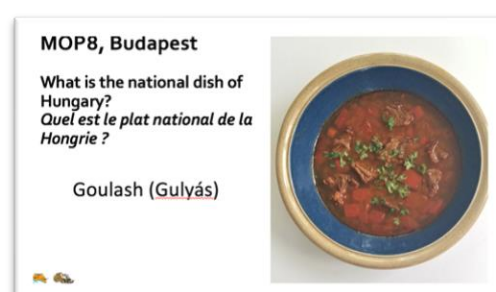 MOP8, Budapest
What is the national dish of
Hungary?
Quel est le plat national de la
Hongrie ?
Goulash (Gulyás)